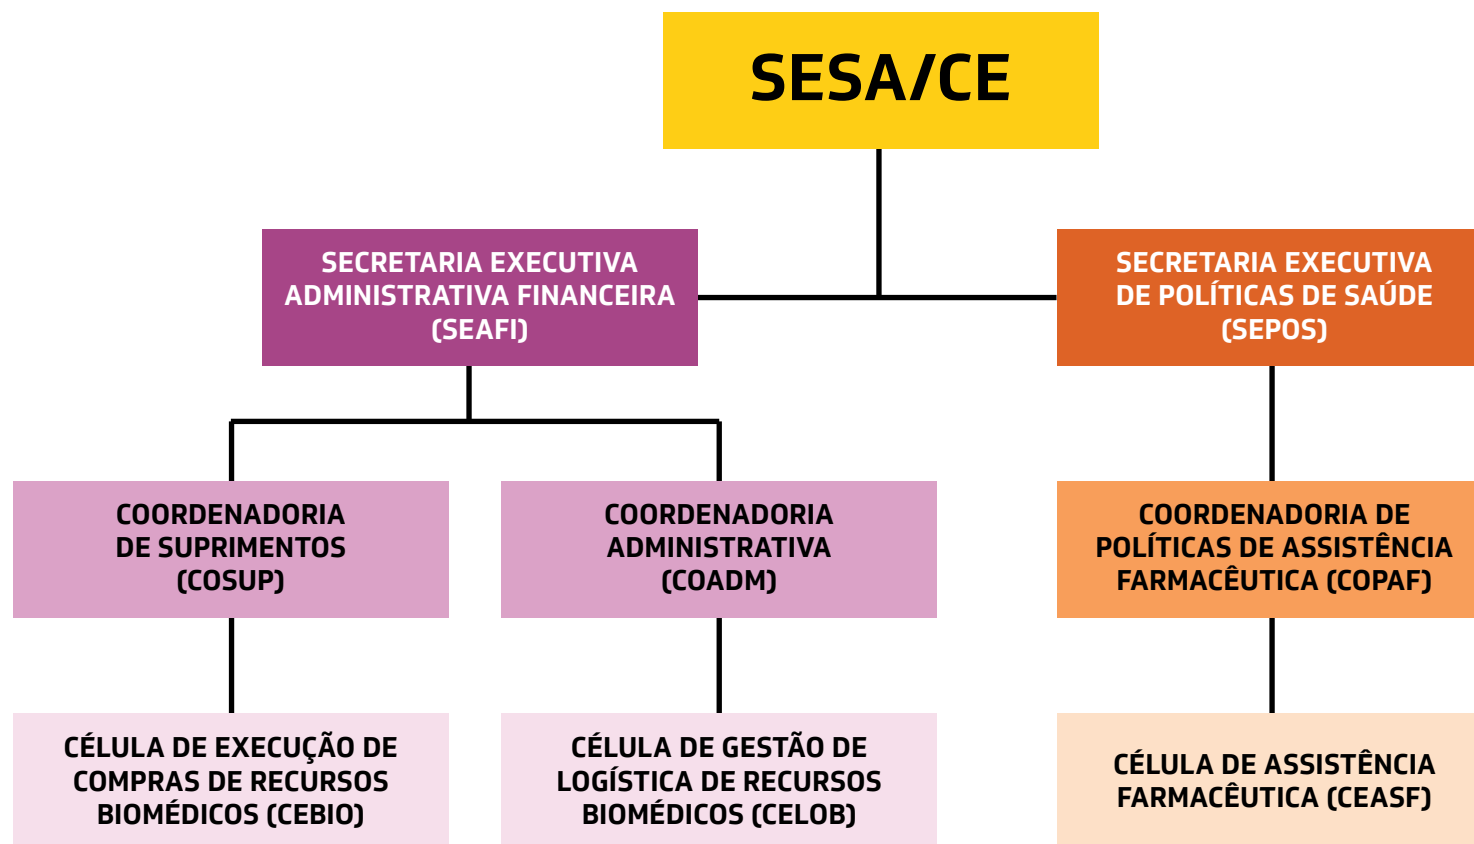 SESA/CE
SECRETARIA EXECUTIVA
ADMINISTRATIVA FINANCEIRA
(SEAFI)
SECRETARIA EXECUTIVA
DE POLÍTICAS DE SAÚDE
(SEPOS)
COORDENADORIA
DE SUPRIMENTOS
(COSUP)
COORDENADORIA
ADMINISTRATIVA
(COADM)
COORDENADORIA DE
POLÍTICAS DE ASSISTÊNCIA
FARMACÊUTICA (COPAF)
CÉLULA DE EXECUÇÃO DE
COMPRAS DE RECURSOS
BIOMÉDICOS (CEBIO)
CÉLULA DE GESTÃO DE
LOGÍSTICA DE RECURSOS
BIOMÉDICOS (CELOB)
CÉLULA DE ASSISTÊNCIA
FARMACÊUTICA (CEASF)